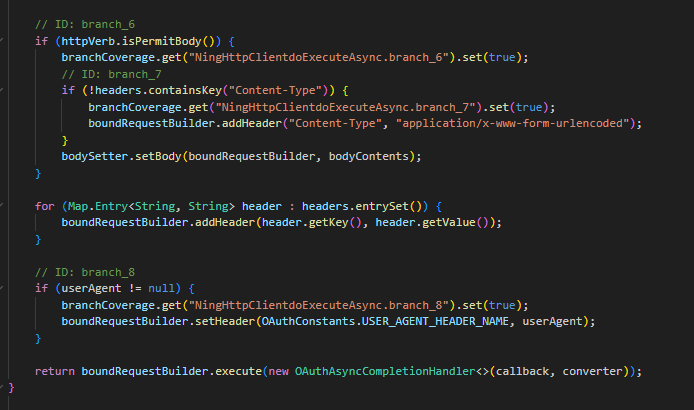 // ID: branch_6
if (httpVerb.isPermitBody()) {
branchCoverage.get("NingHttpClientdoExecuteAsync.branch_6").set(true);
// ID: branch_7
if (!headers.containsKey("Content-Type")) {
branchCoverage.get("NingHttpClientdoExecuteAsync.branch_7").set(true);
boundRequestBuilder.addHeader("Content-Type", "application/x-www-form-urlencoded");
}
bodySetter.setBody(boundRequestBuilder, bodyContents);
}
for (Map.Entry<String, String> header : headers.entrySet()) {
boundRequestBuilder.addHeader(header.getKey(), header.getValue());
}
// ID: branch_8
if (userAgent != null) {
branchCoverage.get("NingHttpClientdoExecuteAsync.branch_8").set(true);
boundRequestBuilder.setHeader(OAuthConstants.USER_AGENT_HEADER_NAME, userAgent);
}
return boundRequestBuilder.execute(new OAuthAsyncCompletionHandler<>(callback, converter));
}